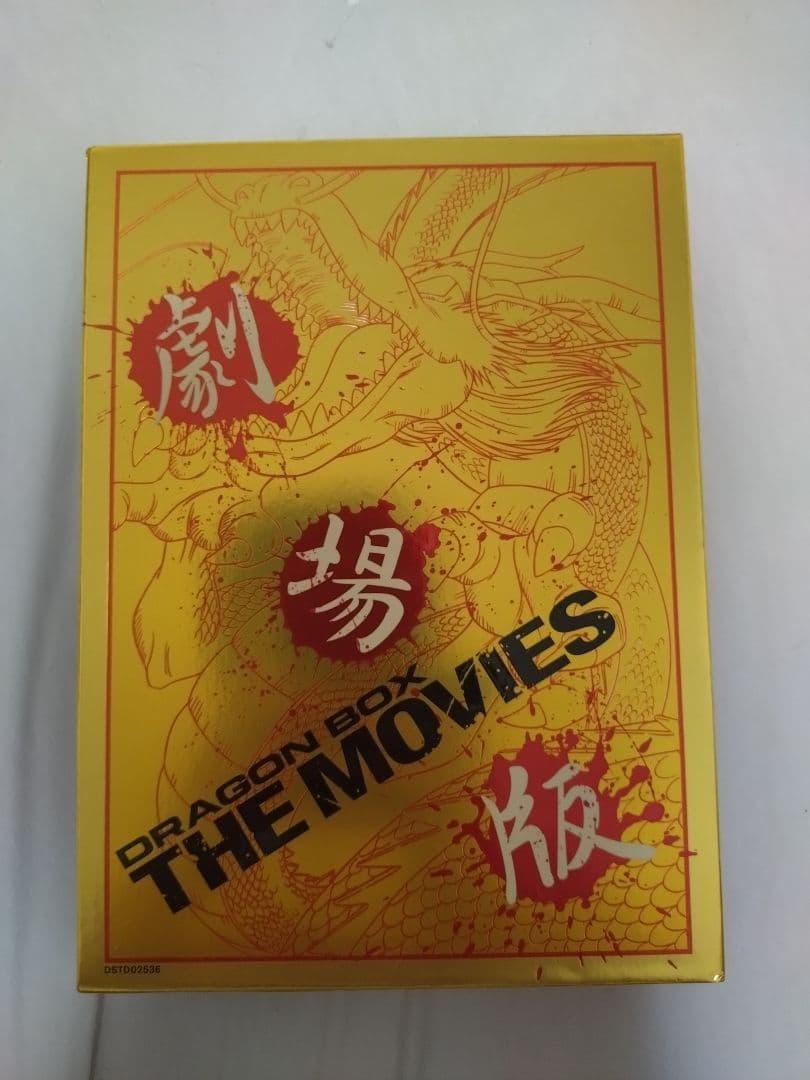 劇
場
版
DRAGON BOX
THE MOVIES
DSTD02536